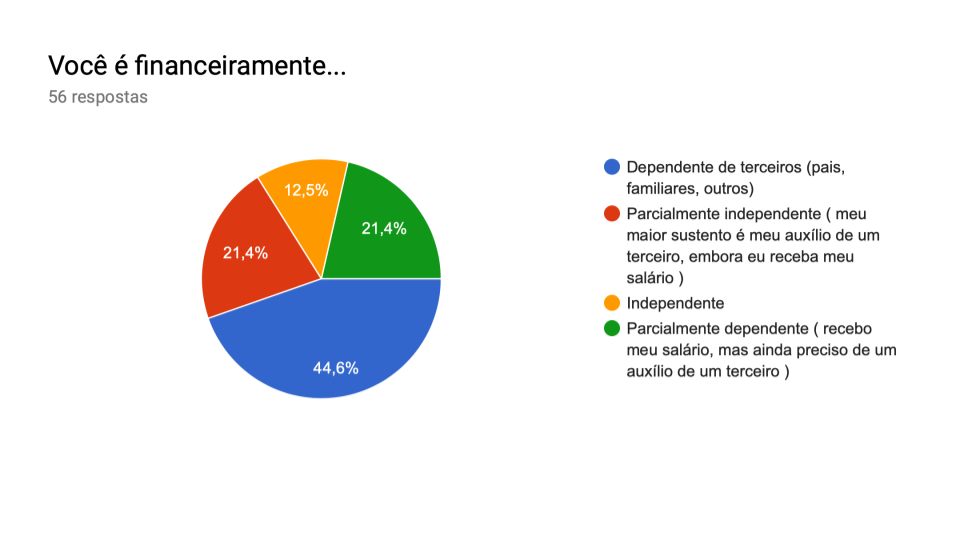 Você é financeiramente...
56 respostas
12,5%
21,4%
21,4%
44,6%
Dependente de terceiros (pais,
familiares, outros)
Parcialmente independente ( meu
maior sustento é meu auxílio de um
terceiro, embora eu receba meu
salário )
Independente
Parcialmente dependente ( recebo
meu salário, mas ainda preciso de um
auxílio de um terceiro )